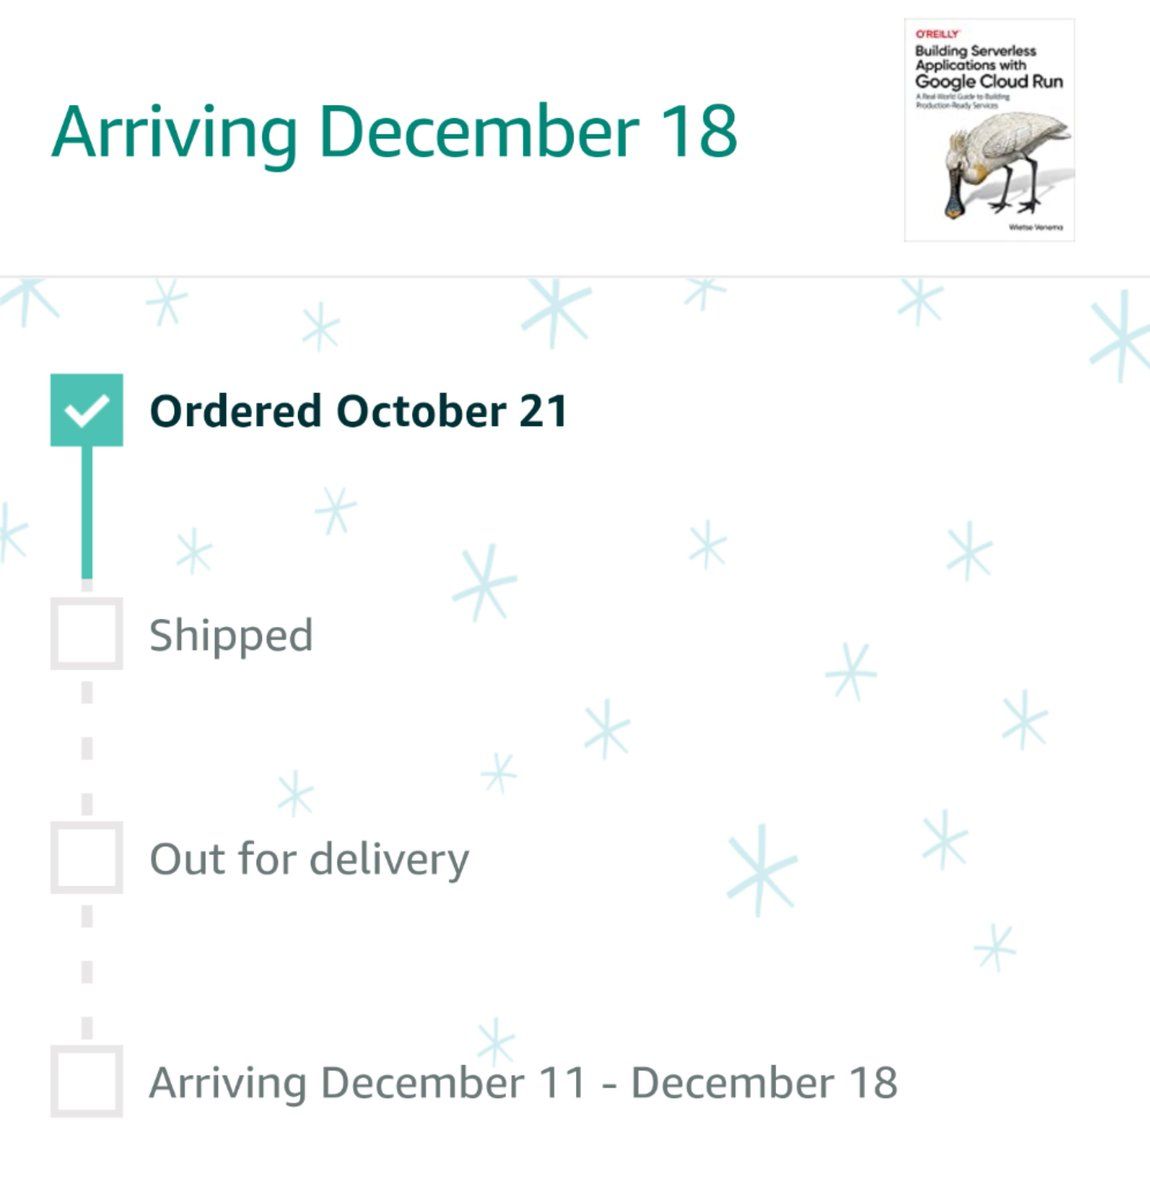 Arriving December 18
O'REILLY
Building Serverless
Applications with
Google Cloud Run
A Real World Guide to Building
Production-Ready Services
Wietse Venema
Ordered October 21
Shipped
Out for delivery
Arriving December 11 - December 18